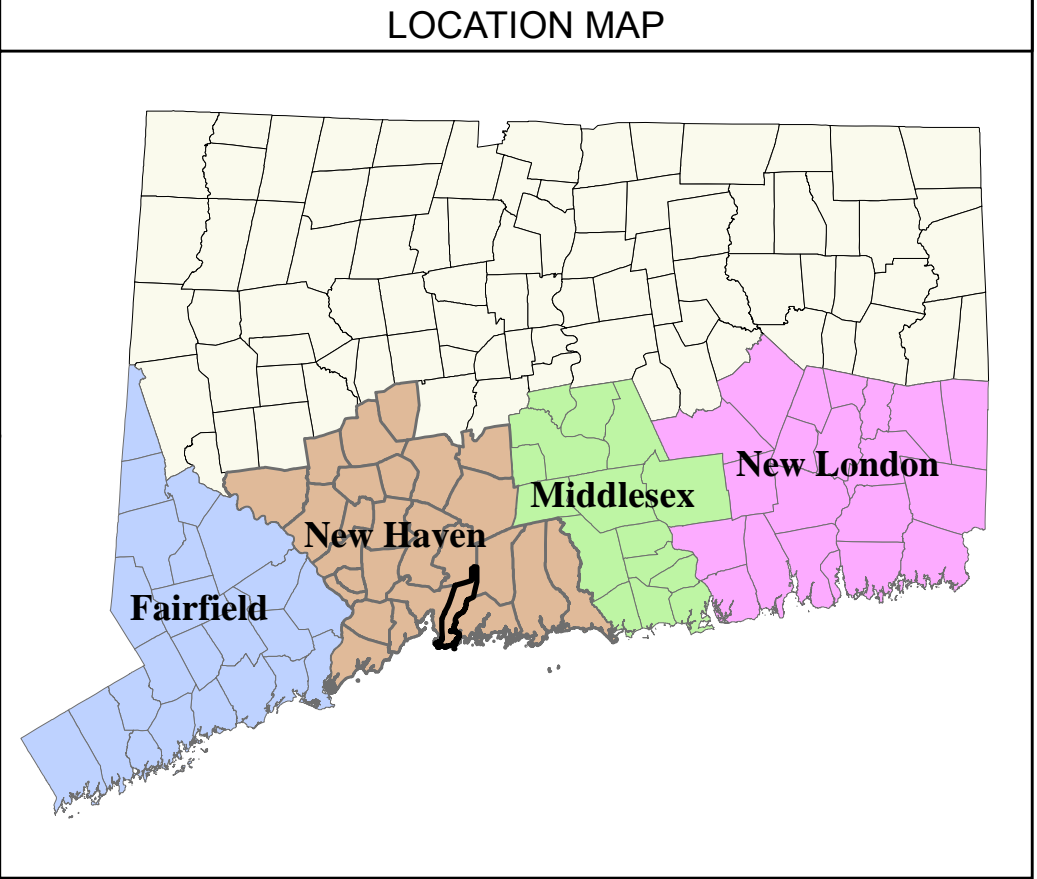 LOCATION MAP
New London
Middlesex
New Haven
Fairfield